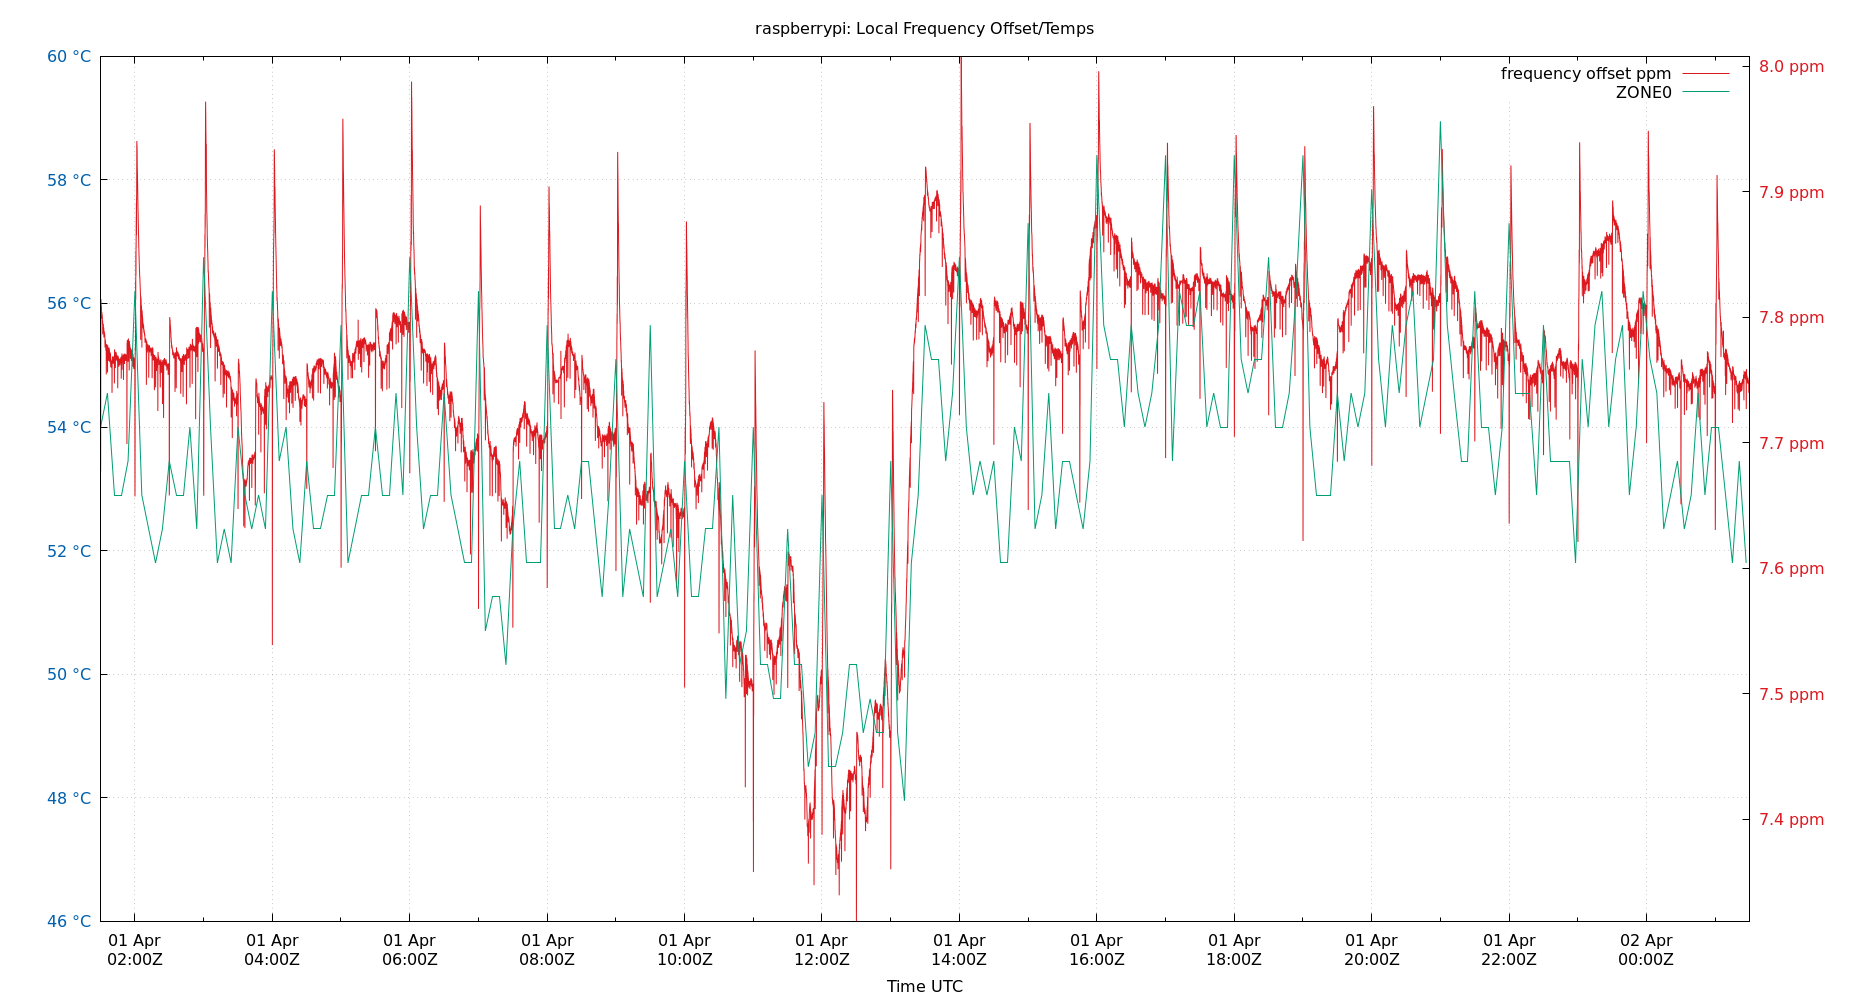 raspberrypi: Local Frequency Offset/Temps
60 °C
58 °C
56 °C
54 °C
52 °C
50 °C
48 °C
46 °C
8.0 ppm
7.9 ppm
7.8 ppm
7.7 ppm
7.6 ppm
7.5 ppm
7.4 ppm
frequency offset ppm
ZONE0
01 Apr 01 Apr 01 Apr 01 Apr 01 Apr 01 Apr 01 Apr 01 Apr 01 Apr 01 Apr 01 Apr 02 Apr
02:00Z 04:00Z 06:00Z 08:00Z 10:00Z 12:00Z 14:00Z 16:00Z 18:00Z 20:00Z 22:00Z 00:00Z
Time UTC